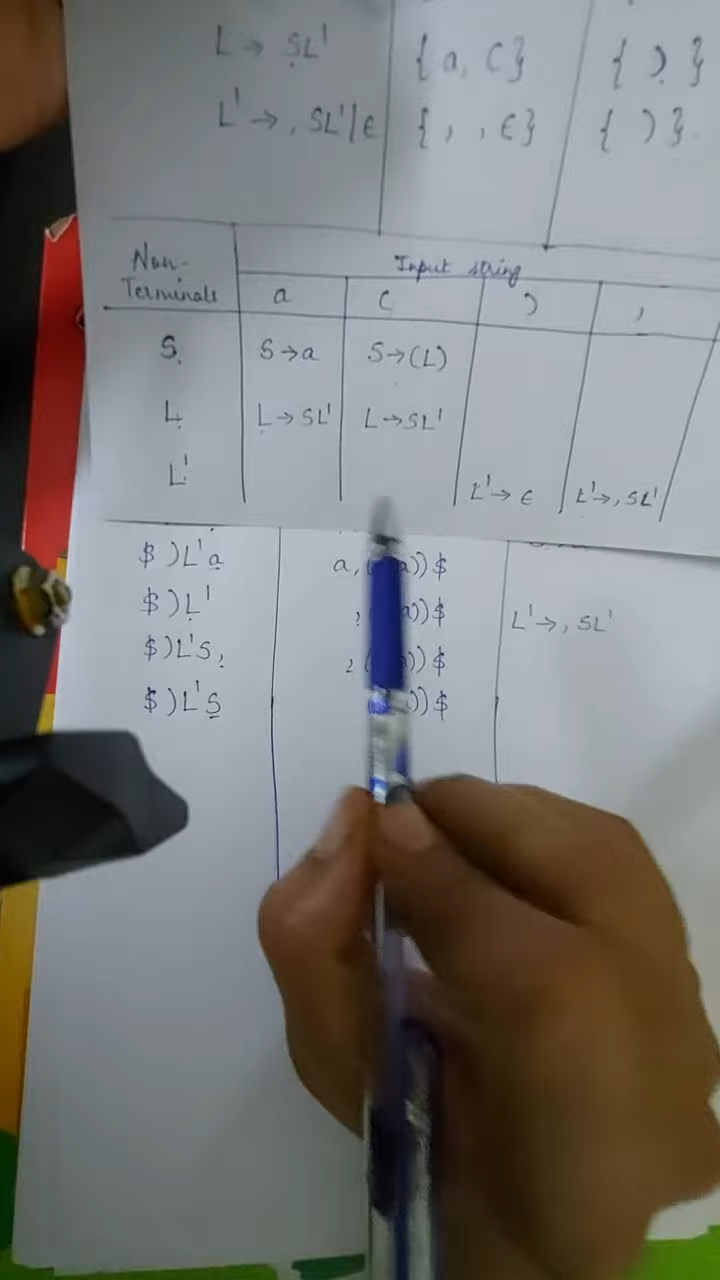 L → SL' { a, ( } { ) }
L' → , SL' | ε { , , ε } { ) }
Non-Terminals Input string
a ( ) ,
S S → a S → (L)
L L → SL' L → SL'
L' L' → ε L' → , SL'
$ ) L' a a, ( a ) ) $
$ ) L' , a ) ) $ L' → , SL'
$ ) L' S , , ) ) $
$ ) L' S ) ) $